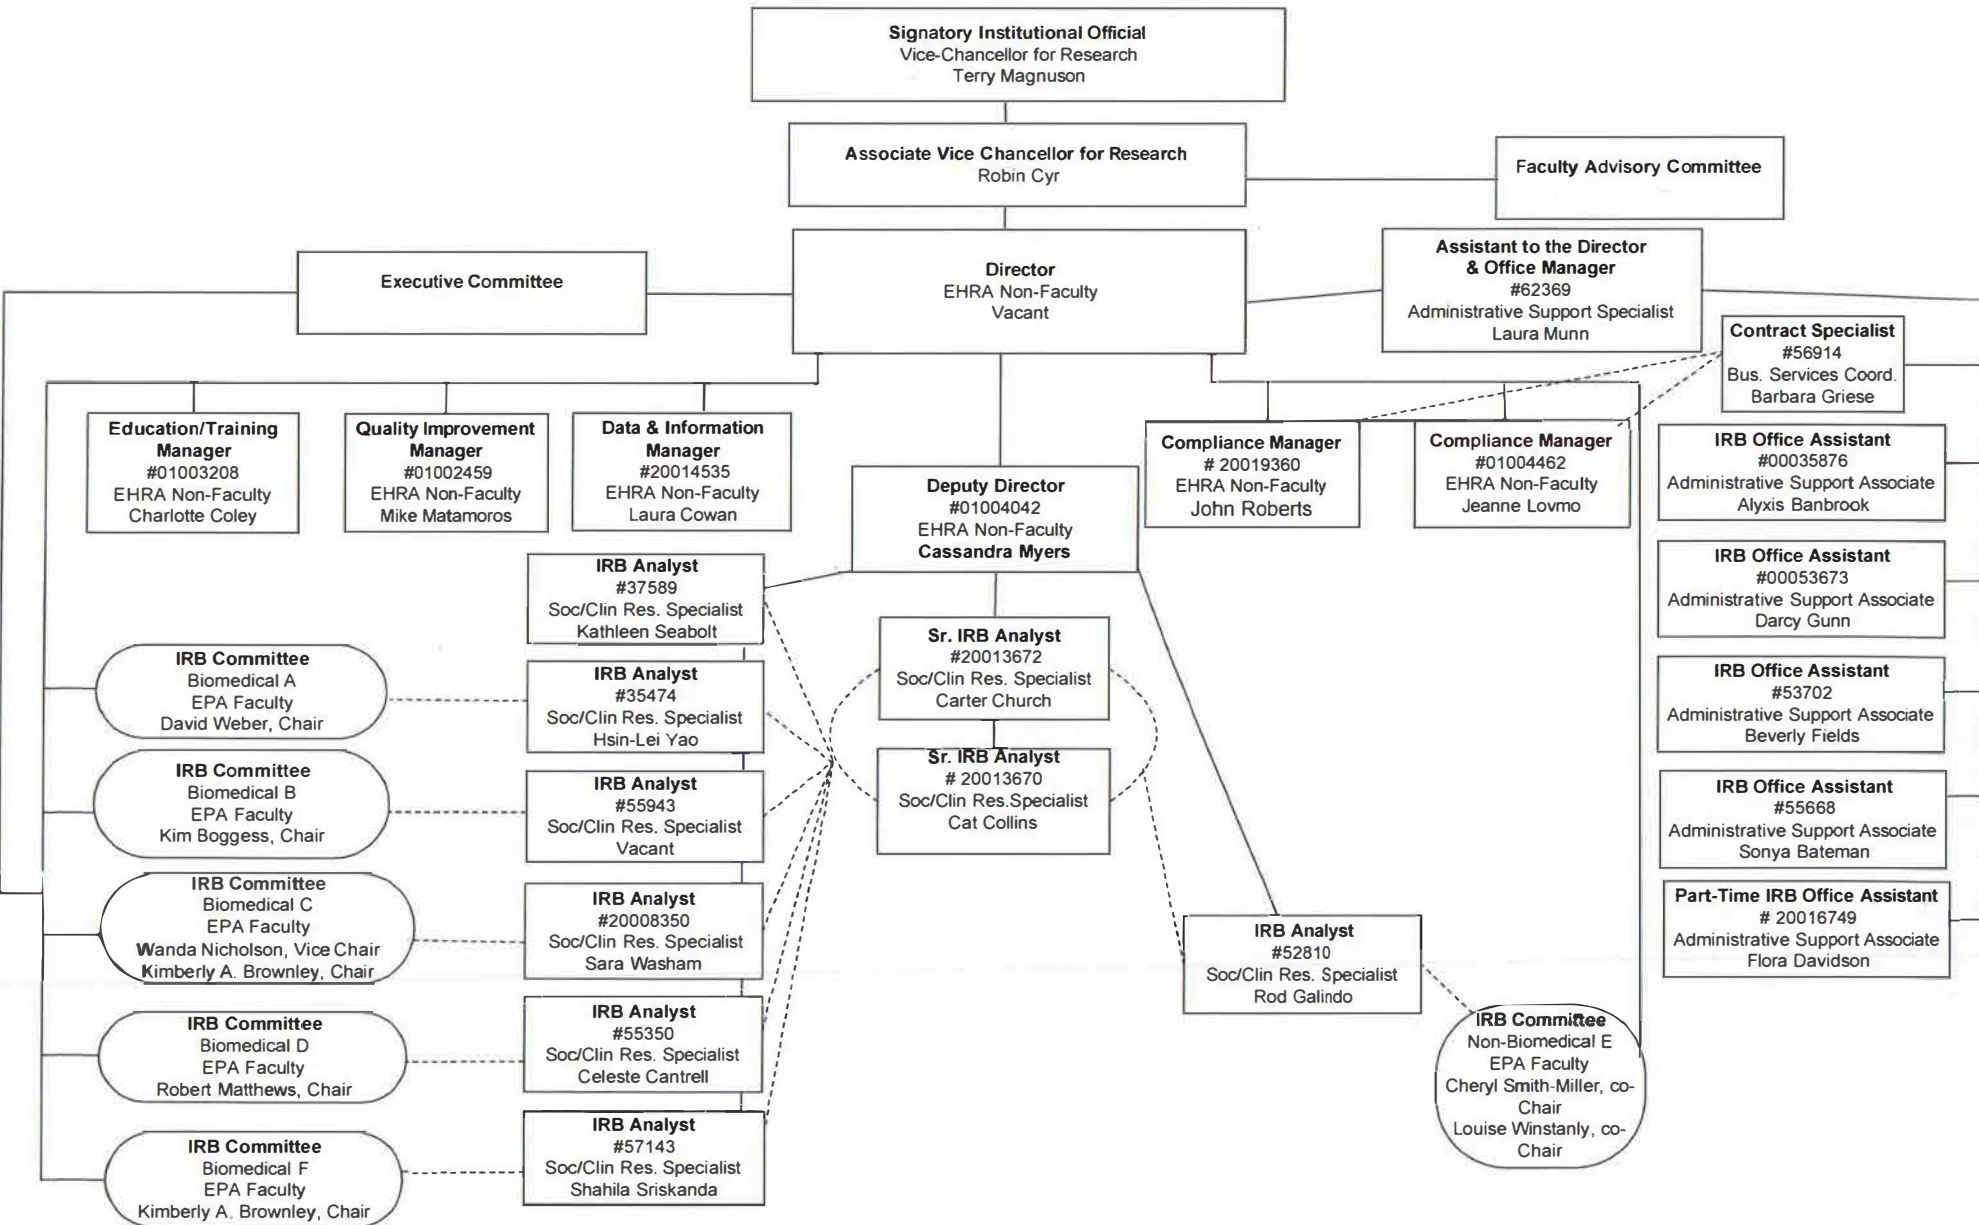 Signatory Institutional Official
Vice-Chancellor for Research
Terry Magnuson
Associate Vice Chancellor for Research
Robin Cyr
Faculty Advisory Committee
Executive Committee
Director
EHRA Non-Faculty
Vacant
Assistant to the Director
& Office Manager
#62369
Administrative Support Specialist
Laura Munn
Contract Specialist
#56914
Bus. Services Coord.
Barbara Griese
Education/Training
Manager
#01003208
EHRA Non-Faculty
Charlotte Coley
Quality Improvement
Manager
#01002459
EHRA Non-Faculty
Mike Matamoros
Data & Information
Manager
#20014535
EHRA Non-Faculty
Laura Cowan
Deputy Director
#01004042
EHRA Non-Faculty
Cassandra Myers
Compliance Manager
# 20019360
EHRA Non-Faculty
John Roberts
Compliance Manager
#01004462
EHRA Non-Faculty
Jeanne Lovmo
IRB Office Assistant
#00035876
Administrative Support Associate
Alyxis Banbrook
IRB Office Assistant
#00053673
Administrative Support Associate
Darcy Gunn
IRB Office Assistant
#53702
Administrative Support Associate
Beverly Fields
IRB Office Assistant
#55668
Administrative Support Associate
Sonya Bateman
Part-Time IRB Office Assistant
# 20016749
Administrative Support Associate
Flora Davidson
IRB Analyst
#37589
Soc/Clin Res. Specialist
Kathleen Seabolt
IRB Analyst
#35474
Soc/Clin Res. Specialist
Hsin-Lei Yao
IRB Analyst
#55943
Soc/Clin Res. Specialist
Vacant
IRB Analyst
#20008350
Soc/Clin Res. Specialist
Sara Washam
IRB Analyst
#55350
Soc/Clin Res. Specialist
Celeste Cantrell
IRB Analyst
#57143
Soc/Clin Res. Specialist
Shahila Sriskanda
Sr. IRB Analyst
#20013672
Soc/Clin Res. Specialist
Carter Church
Sr. IRB Analyst
# 20013670
Soc/Clin Res.Specialist
Cat Collins
IRB Analyst
#52810
Soc/Clin Res. Specialist
Rod Galindo
IRB Committee
Biomedical A
EPA Faculty
David Weber, Chair
IRB Committee
Biomedical B
EPA Faculty
Kim Boggess, Chair
IRB Committee
Biomedical C
EPA Faculty
Wanda Nicholson, Vice Chair
Kimberly A. Brownley, Chair
IRB Committee
Biomedical D
EPA Faculty
Robert Matthews, Chair
IRB Committee
Biomedical F
EPA Faculty
Kimberly A. Brownley, Chair
IRB Committee
Non-Biomedical E
EPA Faculty
Cheryl Smith-Miller, co-
Chair
Louise Winstanly, co-
Chair